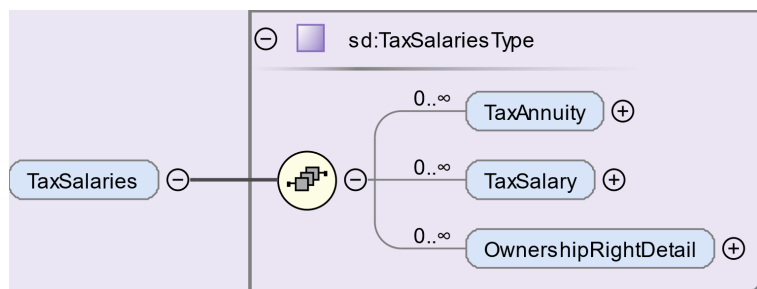 sd:TaxSalariesType
0..∞
TaxAnnuity
0..∞
TaxSalaries
TaxSalary
0..∞
OwnershipRightDetail